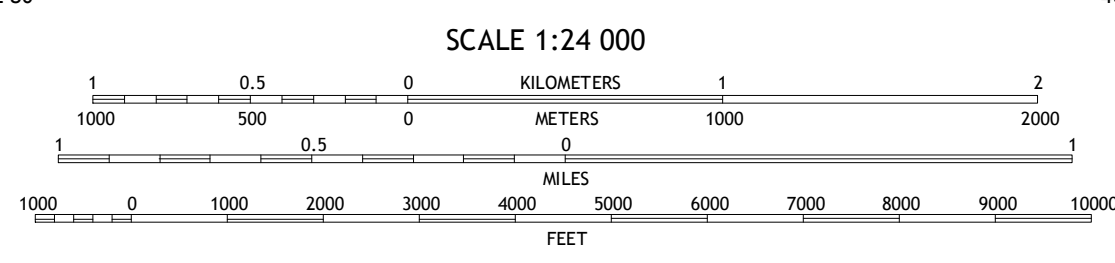 SCALE 1:24 000
1 0.5 0 KILOMETERS 1 2
1000 500 0 METERS 1000 2000
1 0.5 0 1
MILES
1000 0 1000 2000 3000 4000 5000 6000 7000 8000 9000 10000
FEET